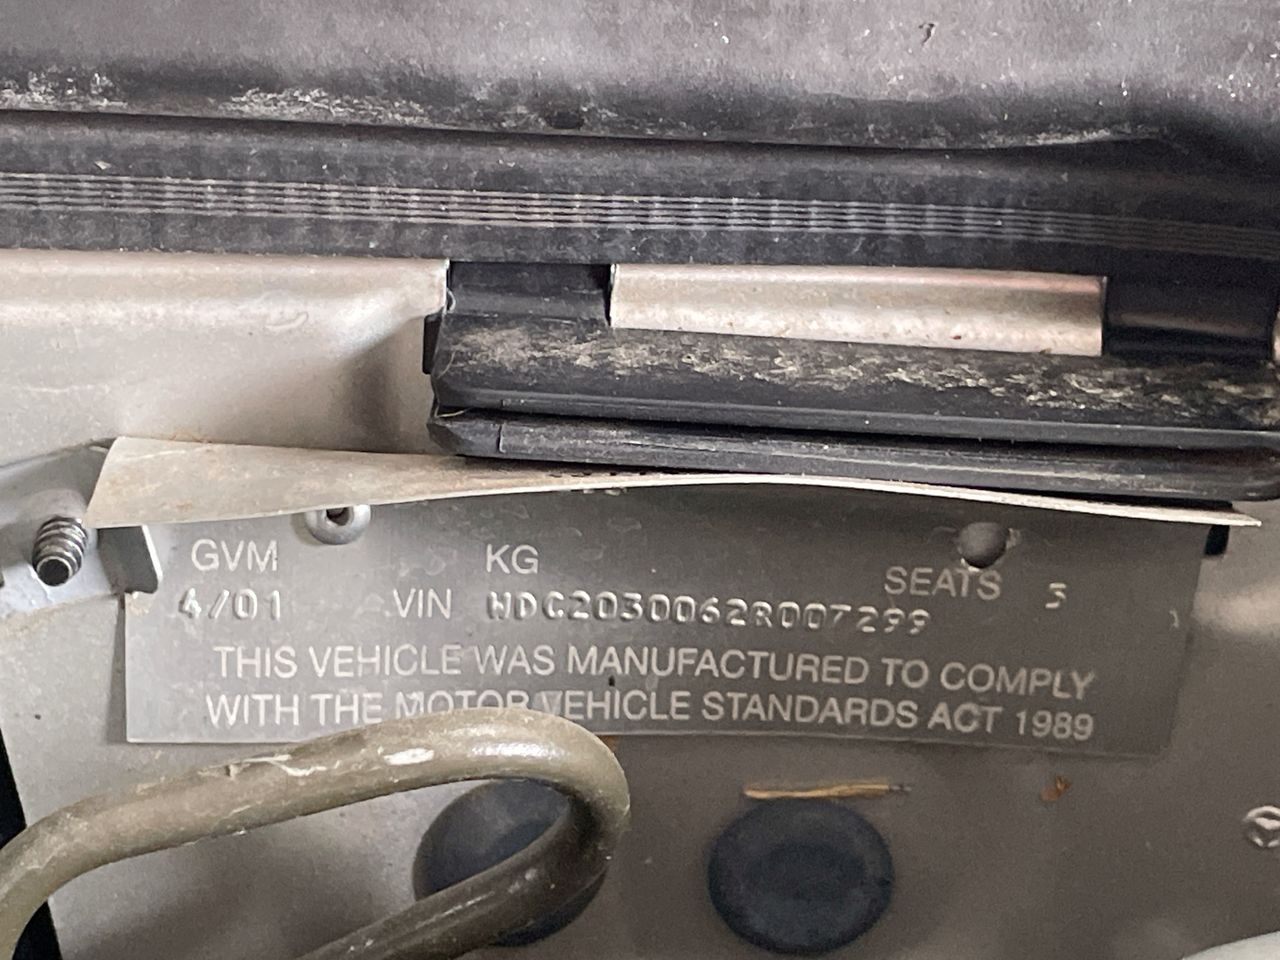 GVM KG
SEATS 5
4/01 VIN WDC2030062R007299
THIS VEHICLE WAS MANUFACTURED TO COMPLY
WITH THE MOTOR VEHICLE STANDARDS ACT 1989